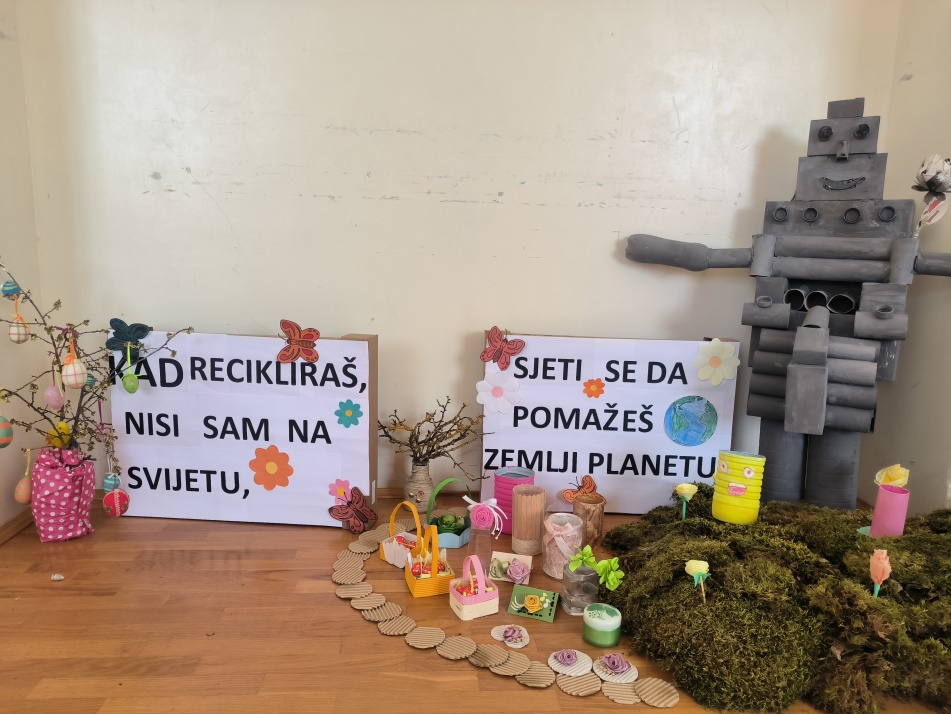 KAD RECIKLIRAŠ,
NISI SAM NA
SVIJETU,
SJETI SE DA
POMAŽEŠ
ZEMLJI PLANETU